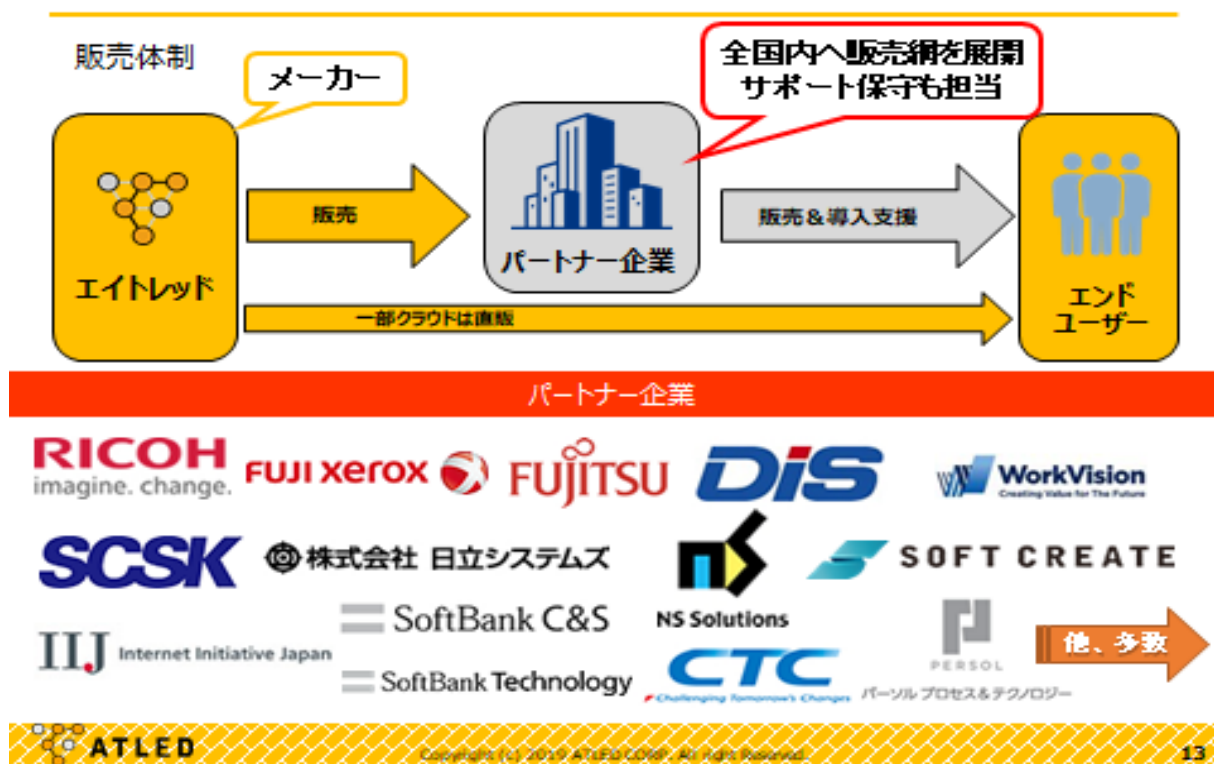 販売体制
メーカー
全国内へ販売網を展開
サポート保守も担当
エイトレッド
販売
パートナー企業
販売&導入支援
エンド
ユーザー
一部クラウドは直販
パートナー企業
RICOH
imagine. change.
FUJI xerox
FUJITSU
DiS
WorkVision
Creating Value for The Future
SCSK
株式会社 日立システムズ
NS
NS Solutions
SOFT CREATE
IIJ Internet Initiative Japan
SoftBank C&S
SoftBank Technology
CTC
Challenging Tomorrow's Changes
PERSOL
パーソル プロセス&テクノロジー
他、多数
ATLED
Copyright (c) 2019 ATLED CORP. All right Reserved.
13